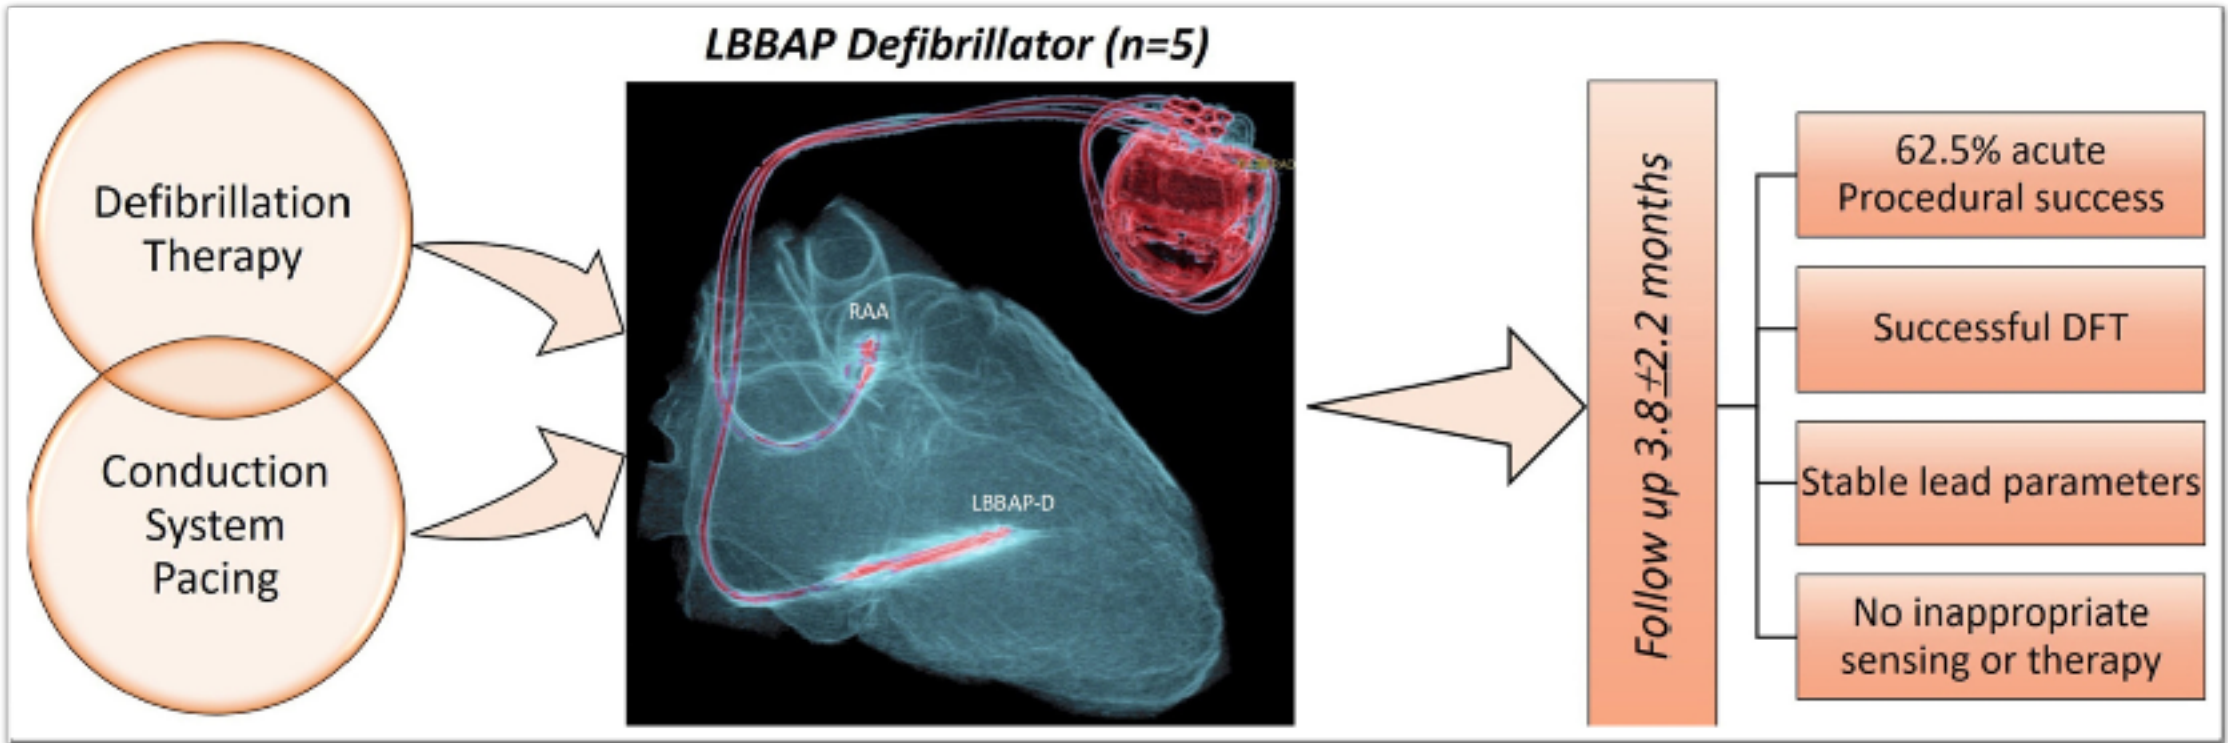 LBBAP Defibrillator (n=5)
Defibrillation
Therapy
Conduction
System
Pacing
RAA
LBBAP-D
Follow up 3.8±2.2 months
62.5% acute
Procedural success
Successful DFT
Stable lead parameters
No inappropriate
sensing or therapy